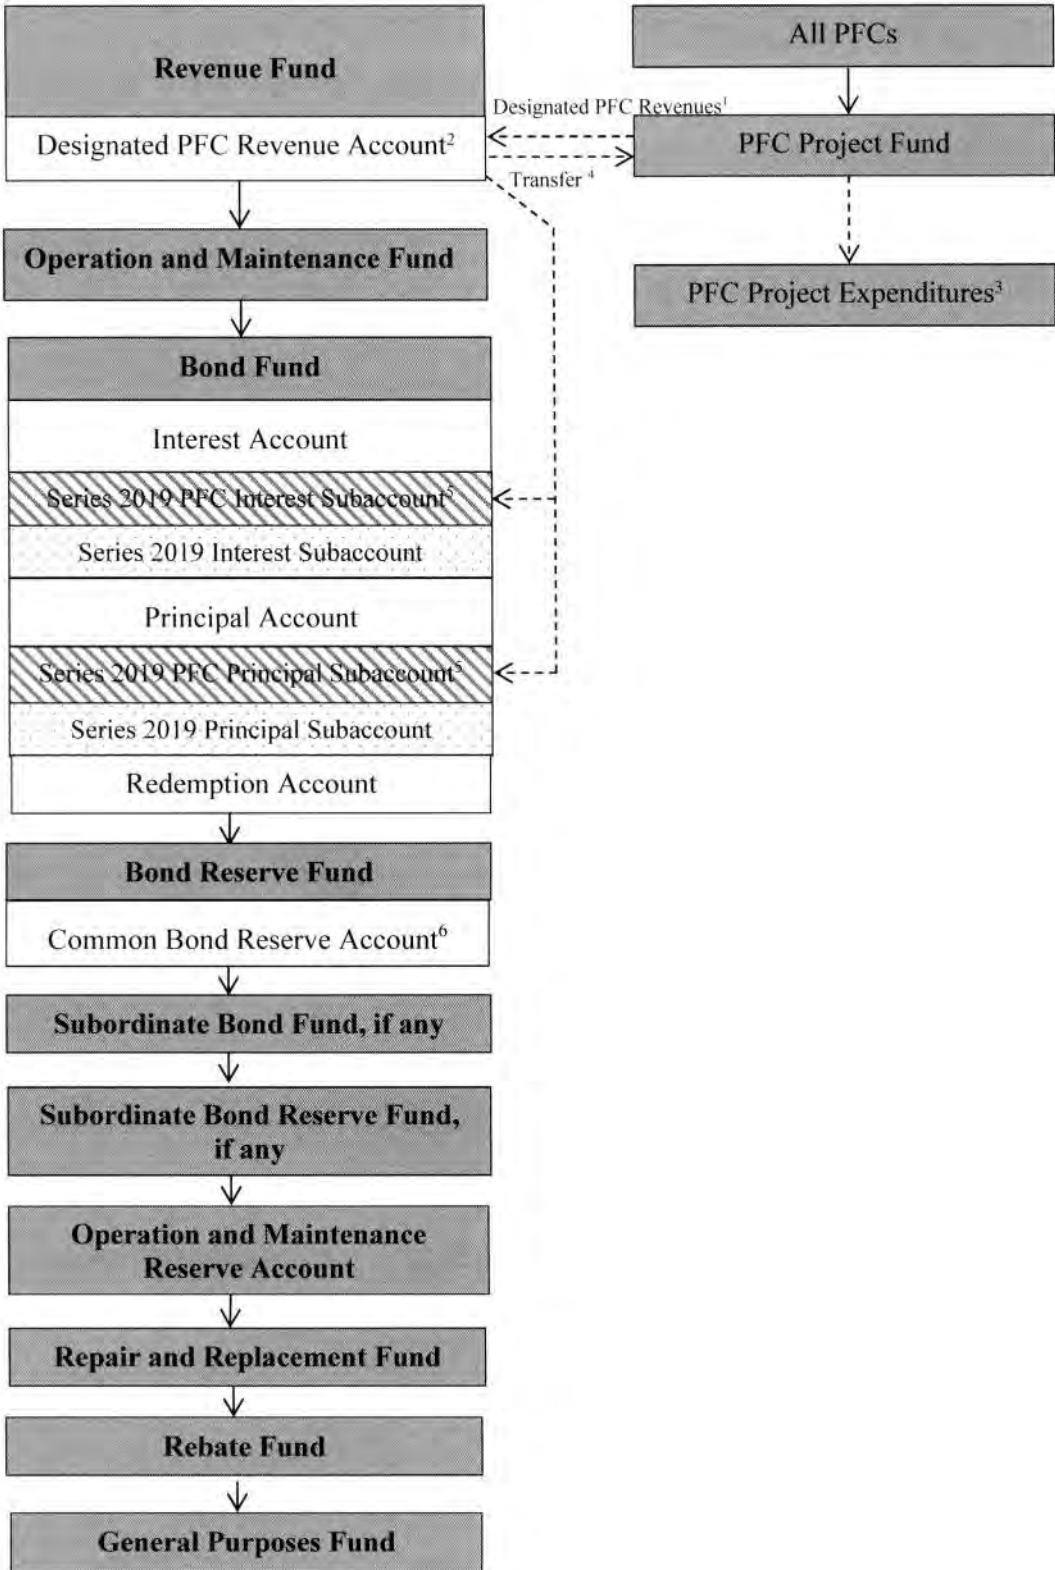 Revenue Fund
Designated PFC Revenue Account²
All PFCs
Designated PFC Revenues¹
PFC Project Fund
Transfer ⁴
PFC Project Expenditures³
Operation and Maintenance Fund
Bond Fund
Interest Account
Series 2019 PFC Interest Subaccount⁵
Series 2019 Interest Subaccount
Principal Account
Series 2019 PFC Principal Subaccount⁵
Series 2019 Principal Subaccount
Redemption Account
Bond Reserve Fund
Common Bond Reserve Account⁶
Subordinate Bond Fund, if any
Subordinate Bond Reserve Fund,
if any
Operation and Maintenance
Reserve Account
Repair and Replacement Fund
Rebate Fund
General Purposes Fund